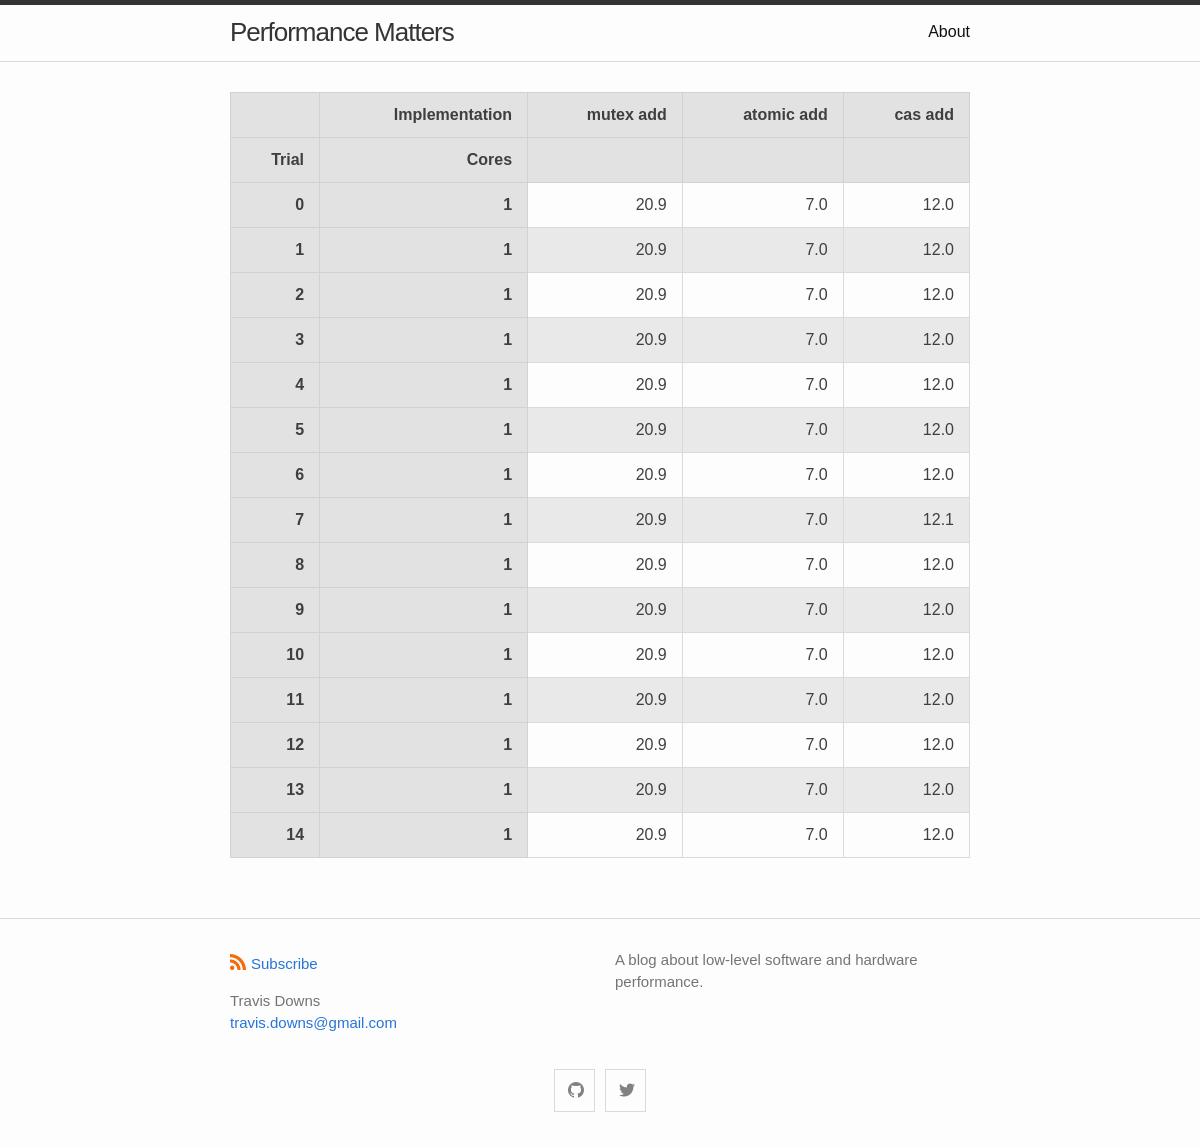 Performance Matters About
Implementation mutex add atomic add cas add
Trial Cores
0 1 20.9 7.0 12.0
1 1 20.9 7.0 12.0
2 1 20.9 7.0 12.0
3 1 20.9 7.0 12.0
4 1 20.9 7.0 12.0
5 1 20.9 7.0 12.0
6 1 20.9 7.0 12.0
7 1 20.9 7.0 12.1
8 1 20.9 7.0 12.0
9 1 20.9 7.0 12.0
10 1 20.9 7.0 12.0
11 1 20.9 7.0 12.0
12 1 20.9 7.0 12.0
13 1 20.9 7.0 12.0
14 1 20.9 7.0 12.0
Subscribe
Travis Downs
travis.downs@gmail.com
A blog about low-level software and hardware
performance.